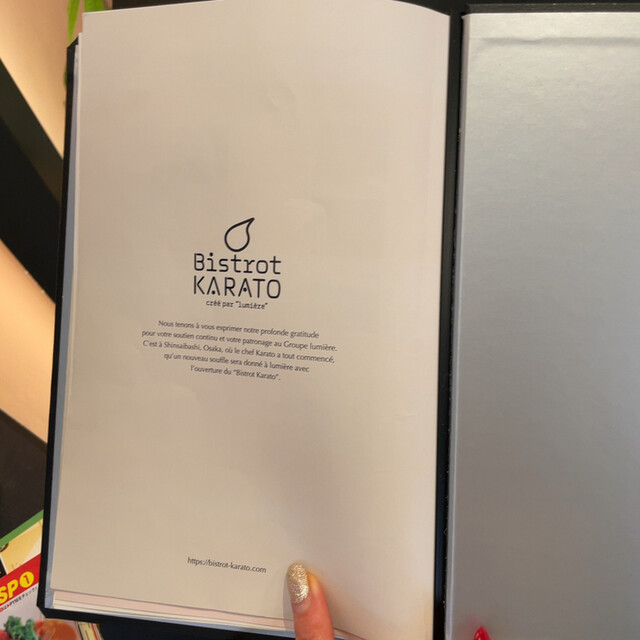 Bistrot
KARATO
créé par "lumière"
Nous tenons à vous exprimer notre profonde gratitude
pour votre soutien continu et votre patronage au Groupe lumière.
C'est à Shinsaibashi, Osaka, où le chef Karato a tout commencé,
qu'un nouveau souffle sera donné à lumière avec
l'ouverture du "Bistrot Karato".
https://bistrot-karato.com
SP①